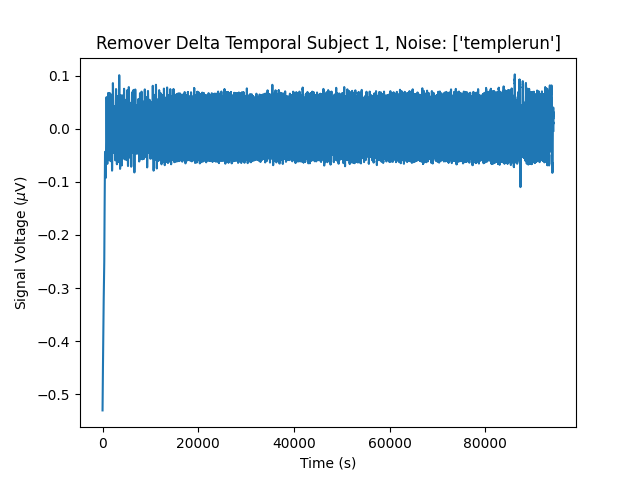 Remover Delta Temporal Subject 1, Noise: ['templerun']
0.1
0.0
−0.1
−0.2
−0.3
−0.4
−0.5
Signal Voltage (μV)
0 20000 40000 60000 80000
Time (s)